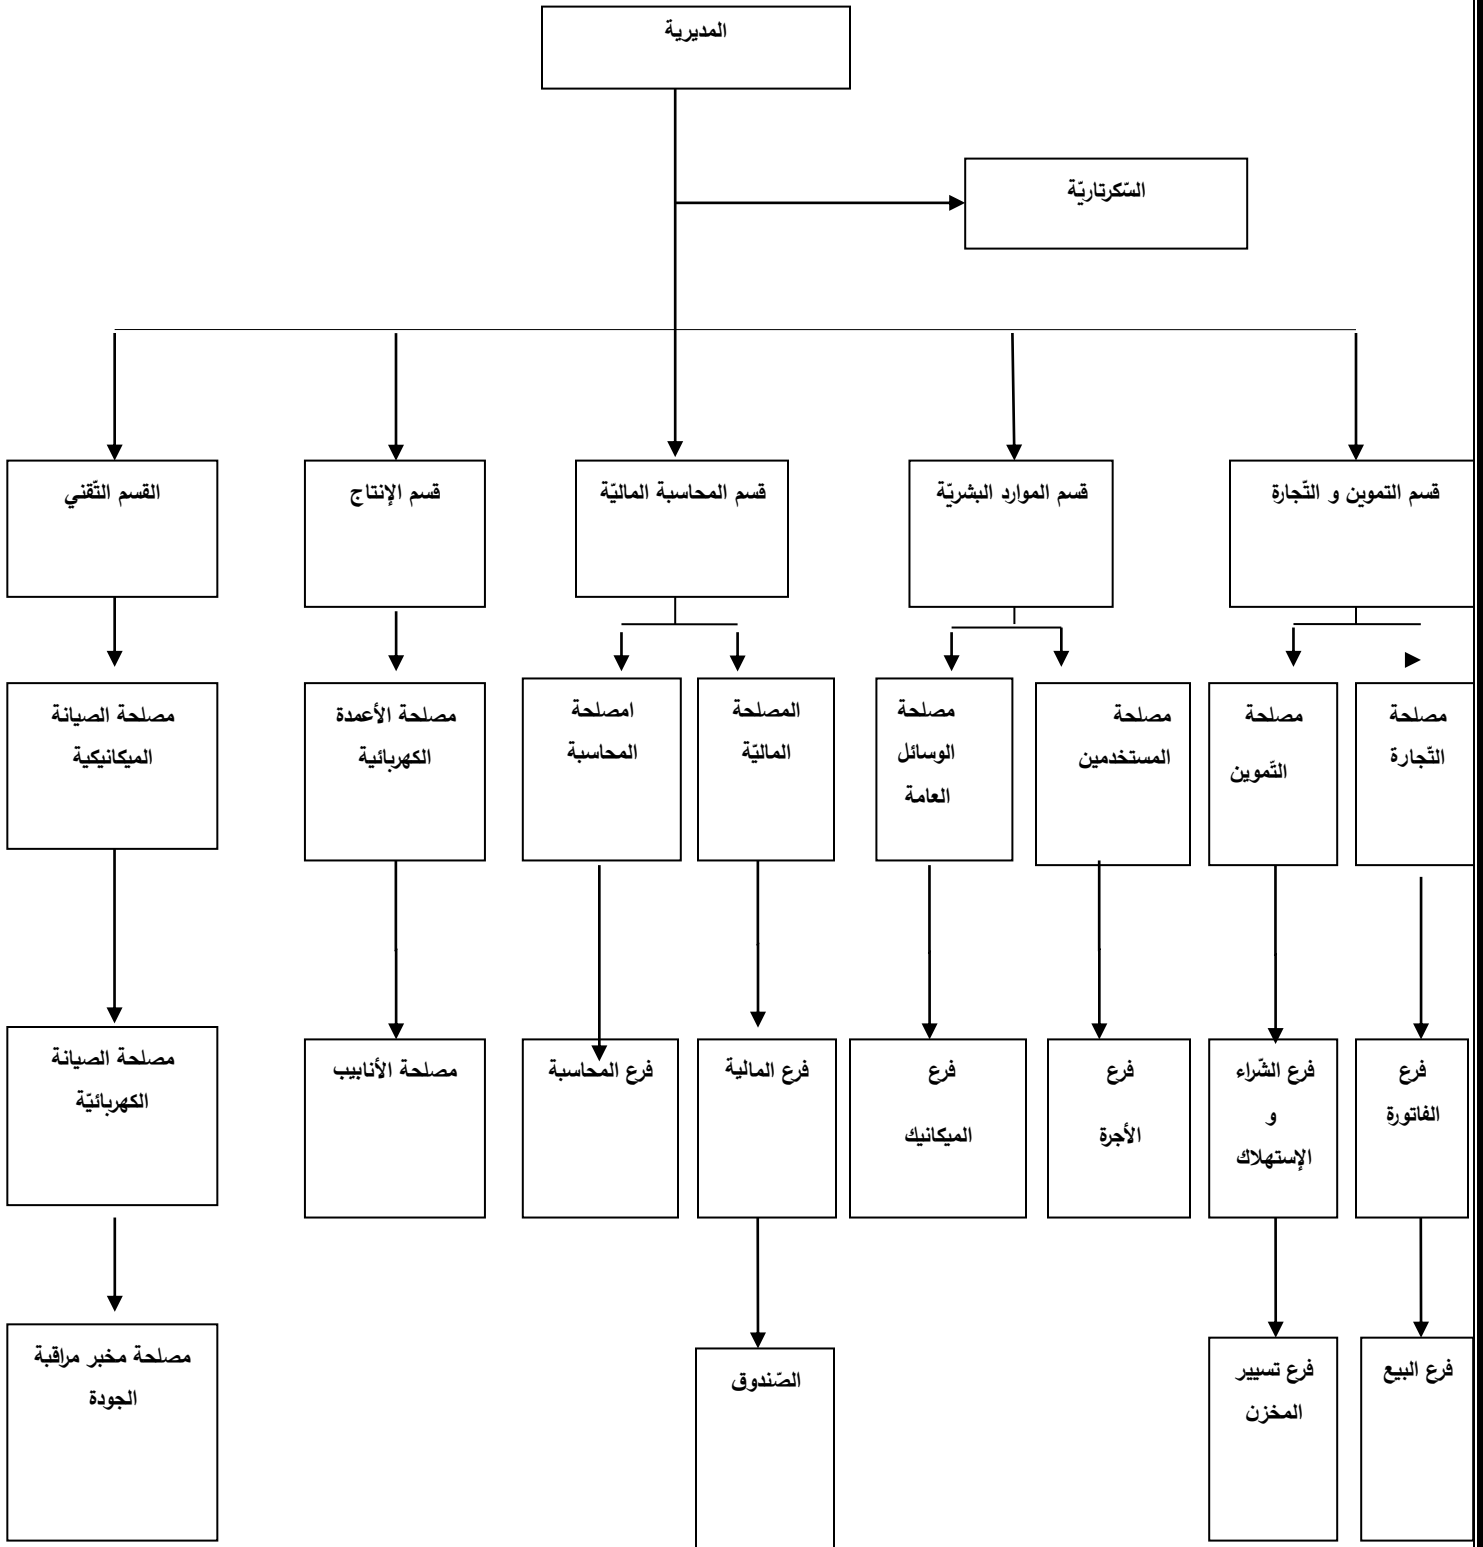 المديرية
السّكرتاريّة
قسم التموين و التّجارة
قسم الموارد البشريّة
قسم المحاسبة الماليّة
قسم الإنتاج
القسم التّقني
مصلحة
التّجارة
مصلحة
التّموين
مصلحة
المستخدمين
مصلحة
الوسائل
العامة
المصلحة
الماليّة
امصلحة
المحاسبة
مصلحة الأعمدة
الكهربائية
مصلحة الصيانة
الميكانيكية
فرع
الفاتورة
فرع الشّراء
و
الإستهلاك
فرع
الأجرة
فرع
الميكانيك
فرع المالية
فرع المحاسبة
مصلحة الأنابيب
مصلحة الصيانة
الكهربائيّة
فرع البيع
فرع تسيير
المخزن
الصّندوق
مصلحة مخبر مراقبة
الجودة